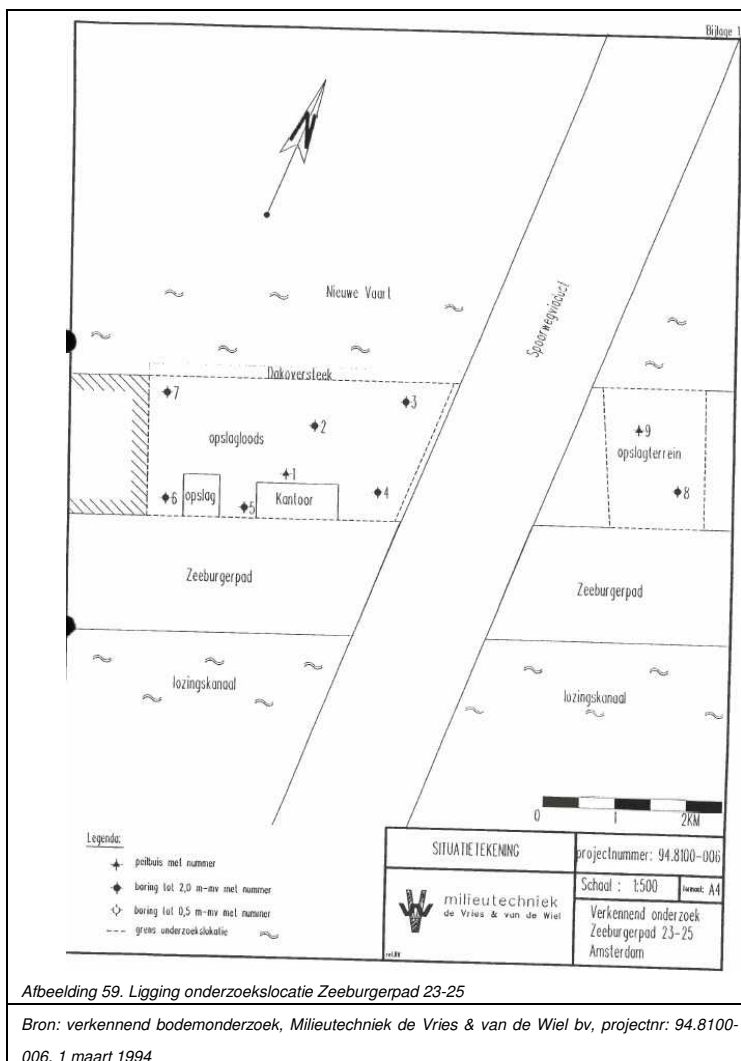 Bijlage 1
N
Nieuwe Vaart
Spoorwegviaduct
Dakoversteek
7
3
2
opslagloods
9
opslagterrein
1
6
opslag
5
Kantoor
4
8
Zeeburgerpad
Zeeburgerpad
lozingskanaal
lozingskanaal
0 1 2KM
Legenda:
peilbuis met nummer
boring tot 2,0 m-mv met nummer
boring tot 0,5 m-mv met nummer
grens onderzoekslokatie
SITUATIETEKENING
projectnummer: 94.8100-006
Schaal : 1:500
formaat: A4
milieutechniek
de Vries & van de Wiel
Verkennend onderzoek
Zeeburgerpad 23-25
Amsterdam
Afbeelding 59. Ligging onderzoekslocatie Zeeburgerpad 23-25
Bron: verkennend bodemonderzoek, Milieutechniek de Vries & van de Wiel bv, projectnr: 94.8100-
006, 1 maart 1994